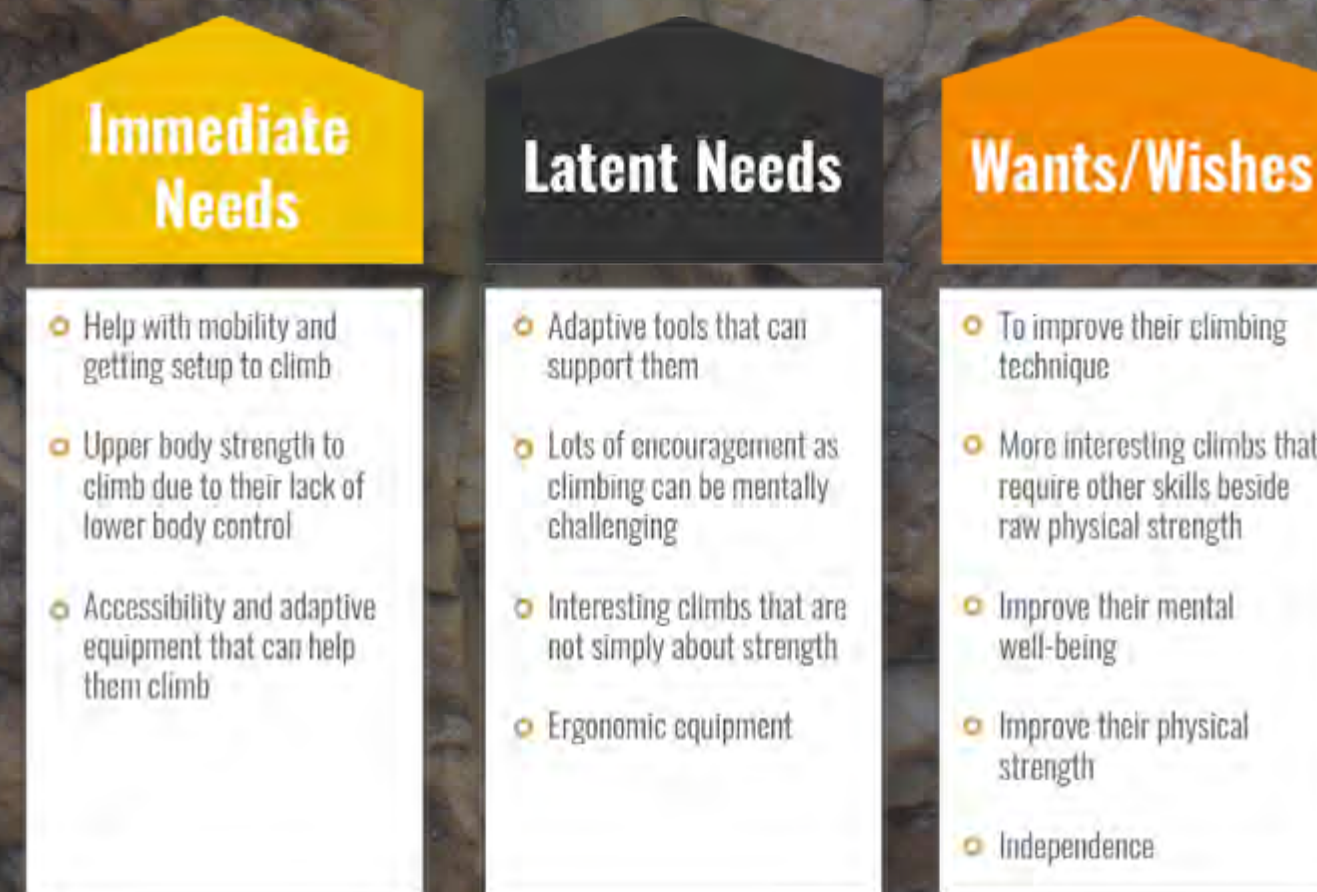 Immediate
Needs
Help with mobility and
getting setup to climb
Upper body strength to
climb due to their lack of
lower body control
Accessibility and adaptive
equipment that can help
them climb
Latent Needs
Adaptive tools that can
support them
Lots of encouragement as
climbing can be mentally
challenging
Interesting climbs that are
not simply about strength
Ergonomic equipment
Wants/Wishes
To improve their climbing
technique
More interesting climbs that
require other skills beside
raw physical strength
Improve their mental
well-being
Improve their physical
strength
Independence